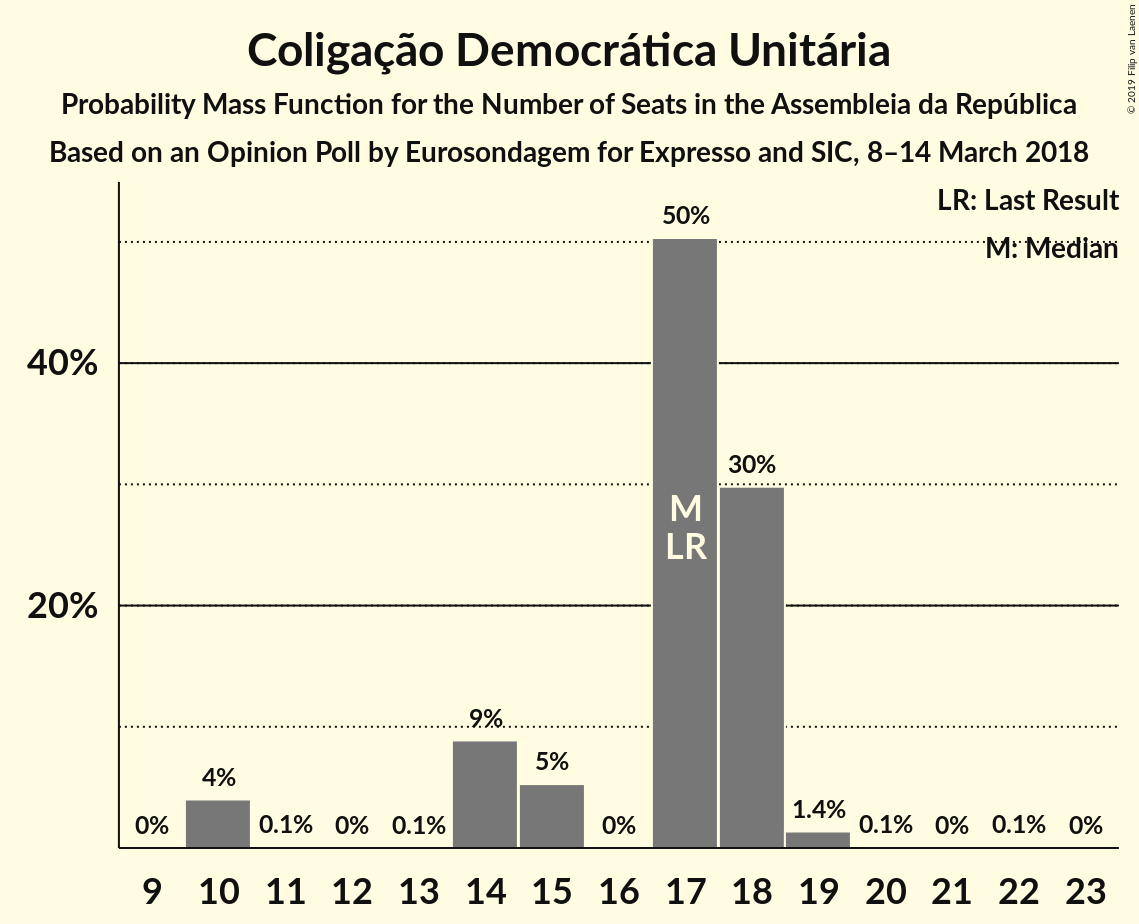 Coligação Democrática Unitária
Probability Mass Function for the Number of Seats in the Assembleia da República
Based on an Opinion Poll by Eurosondagem for Expresso and SIC, 8–14 March 2018
© 2019 Filip van Laenen
LR: Last Result
M: Median
40%
20%
0% 4% 0.1% 0% 0.1% 9% 5% 0% 50% 30% 1.4% 0.1% 0% 0.1% 0%
M
LR
9 10 11 12 13 14 15 16 17 18 19 20 21 22 23